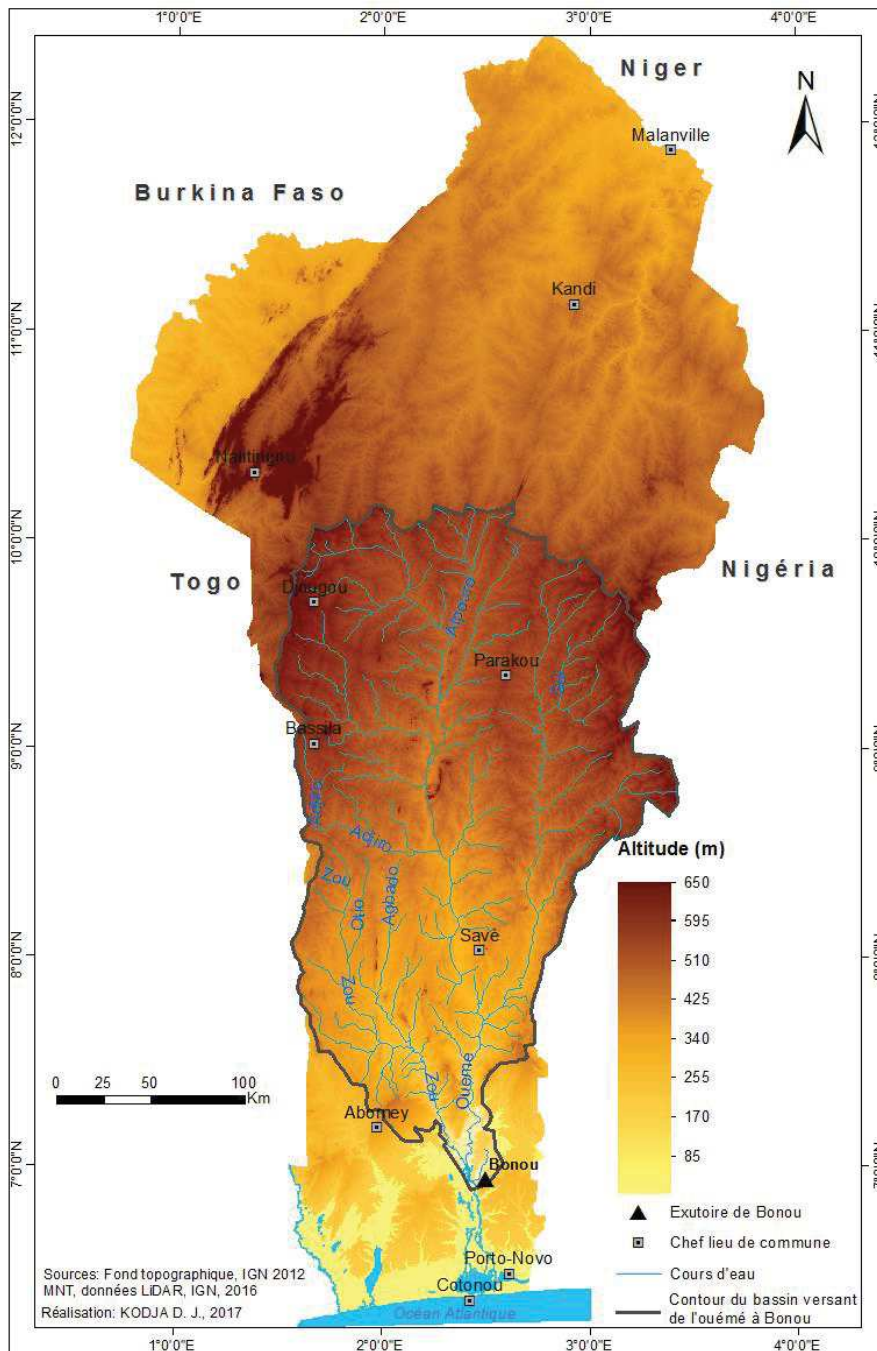 1°0'0"E 2°0'0"E 3°0'0"E 4°0'0"E
12°0'0"N
11°0'0"N
10°0'0"N
9°0'0"N
8°0'0"N
7°0'0"N
Niger
N
Malanville
Burkina Faso
Kandi
Natitingou
Togo
Nigéria
Djougou
Alpouro
Parakou
Bassila
Adjiro
Adjiro
Zou
Otio
Agbado
Savè
Zou
Zou
Ouémé
Abomey
Bonou
Porto-Novo
Cotonou
Océan Atlantique
0 25 50 100
Km
Altitude (m)
650
595
510
425
340
255
170
85
Exutoire de Bonou
Chef lieu de commune
Cours d'eau
Contour du bassin versant
de l'ouémé à Bonou
Sources: Fond topographique, IGN 2012
MNT, données LiDAR, IGN, 2016
Réalisation: KODJA D. J., 2017
1°0'0"E 2°0'0"E 3°0'0"E 4°0'0"E